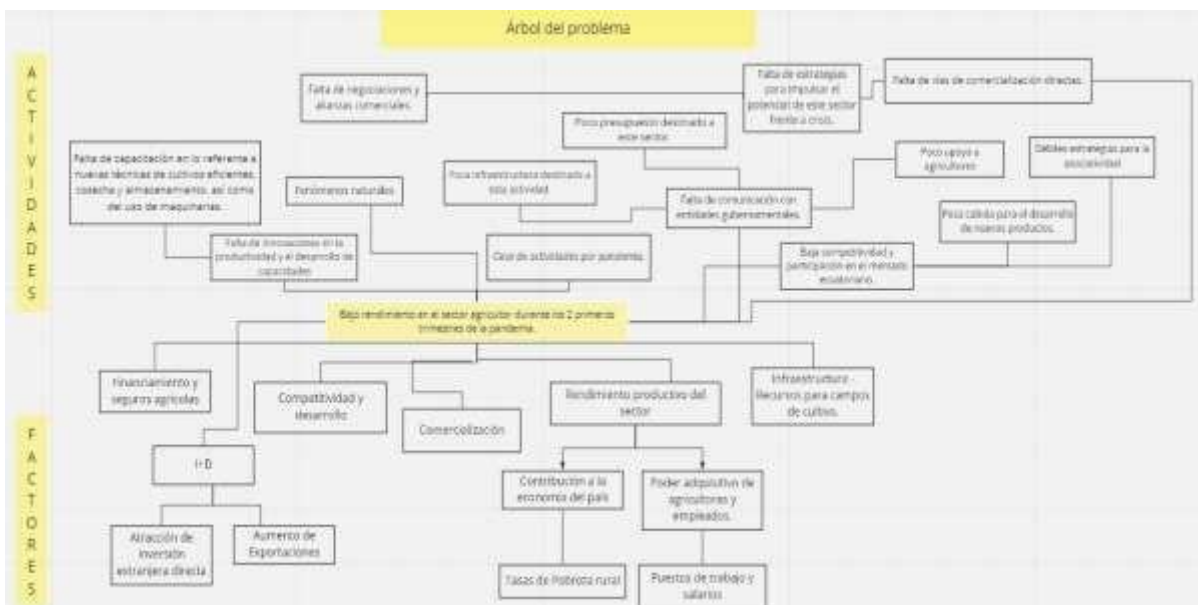 Árbol del problema
ACTIVIDADES
Falta de negociaciones y
alianzas comerciales.
Falta de estrategias
para impulsar el
potencial de este sector
frente a crisis.
Falta de vías de comercialización directas.
Poco presupuesto destinado a
este sector
Falta de capacitación en lo referente a
nuevas técnicas de cultivos eficientes,
cosecha y almacenamiento, así como
del uso de maquinarias.
Fenómenos naturales
Poca infraestructura destinado a
esta actividad
Falta de comunicación con
entidades gubernamentales.
Poco apoyo a
agricultores
Débiles estrategias para la
asociatividad
Poca cabida para el desarrollo
de nuevos productos.
Falta de innovaciones en la
productividad y el desarrollo de
capacidades
Cese de actividades por pandemia.
Baja competitividad y
participación en el mercado
ecuatoriano.
Bajo rendimiento en el sector agricultor durante los 2 primeros
trimestres de la pandemia.
FACTORES
Financiamiento y
seguros agrícolas
Competitividad y
desarrollo
Comercialización
Rendimiento productivo del
sector
Infraestructura -
Recursos para campos
de cultivo.
I+D
Contribución a la
economía del país
Poder adquisitivo de
agricultores y
empleados.
Atracción de
inversión
extranjera directa
Aumento de
Exportaciones
Tasas de Pobreza rural
Puestos de trabajo y
salarios